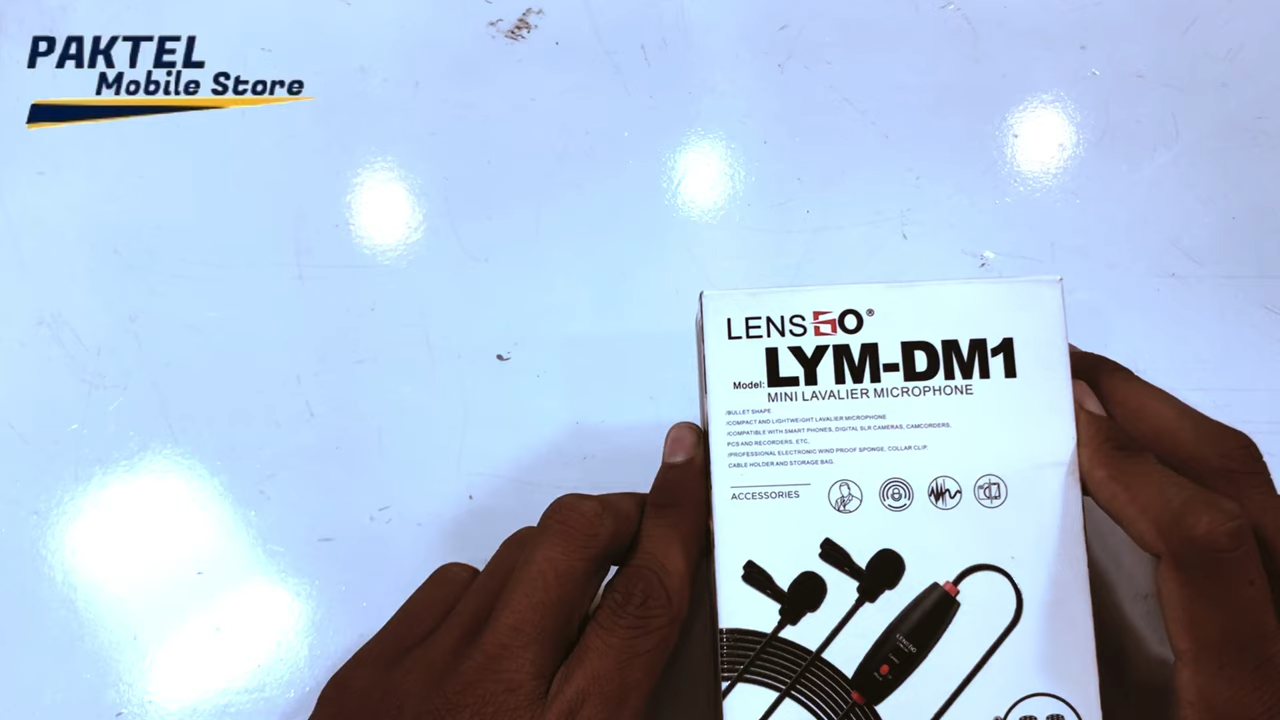 PAKTEL
Mobile Store
LENSGO®
Model: LYM-DM1
MINI LAVALIER MICROPHONE
/BULLET SHAPE
/COMPACT AND LIGHTWEIGHT LAVALIER MICROPHONE
/COMPATIBLE WITH SMART PHONES, DIGITAL SLR CAMERAS, CAMCORDERS,
PCS AND RECORDERS, ETC,
/PROFESSIONAL ELECTRONIC WIND PROOF SPONGE, COLLAR CLIP.
CABLE HOLDER AND STORAGE BAG.
ACCESSORIES
LENSGO